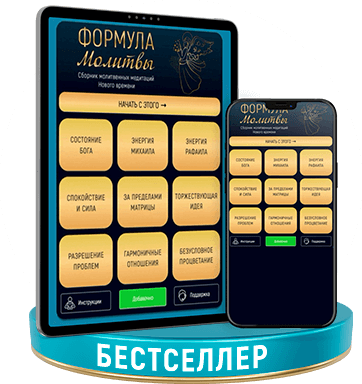 ФОРМУЛА
Молитвы
Сборник молитвенных медитаций
Нового времени
НАЧАТЬ С ЭТОГО →
СОСТОЯНИЕ
БОГА
ЭНЕРГИЯ
МИХАИЛА
ЭНЕРГИЯ
РАФАИЛА
СПОКОЙСТВИЕ
И СИЛА
ЗА ПРЕДЕЛАМИ
МАТРИЦЫ
ТОРЖЕСТВУЮЩАЯ
ИДЕЯ
РАЗРЕШЕНИЕ
ПРОБЛЕМ
ГАРМОНИЧНЫЕ
ОТНОШЕНИЯ
БЕЗУСЛОВНОЕ
ПРОЦВЕТАНИЕ
Инструкции
Добавлено
Поддержка
ФОРМУЛА
Молитвы
Сборник молитвенных медитаций
Нового времени
НАЧАТЬ С ЭТОГО →
СОСТОЯНИЕ
БОГА
ЭНЕРГИЯ
МИХАИЛА
ЭНЕРГИЯ
РАФАИЛА
СПОКОЙСТВИЕ
И СИЛА
ЗА ПРЕДЕЛАМИ
МАТРИЦЫ
ТОРЖЕСТВУЮЩАЯ
ИДЕЯ
РАЗРЕШЕНИЕ
ПРОБЛЕМ
ГАРМОНИЧНЫЕ
ОТНОШЕНИЯ
БЕЗУСЛОВНОЕ
ПРОЦВЕТАНИЕ
Инструкции
Добавлено
Поддержка
БЕСТСЕЛЛЕР